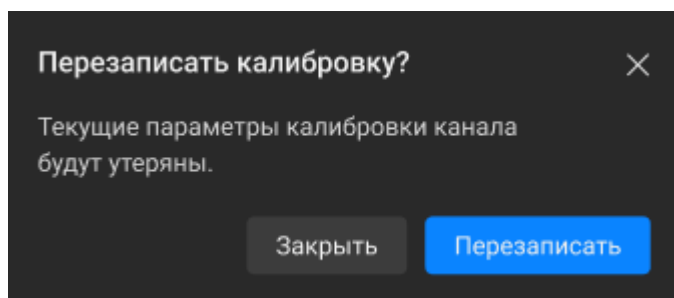 Перезаписать калибровку?
Текущие параметры калибровки канала
будут утеряны.
Закрыть
Перезаписать